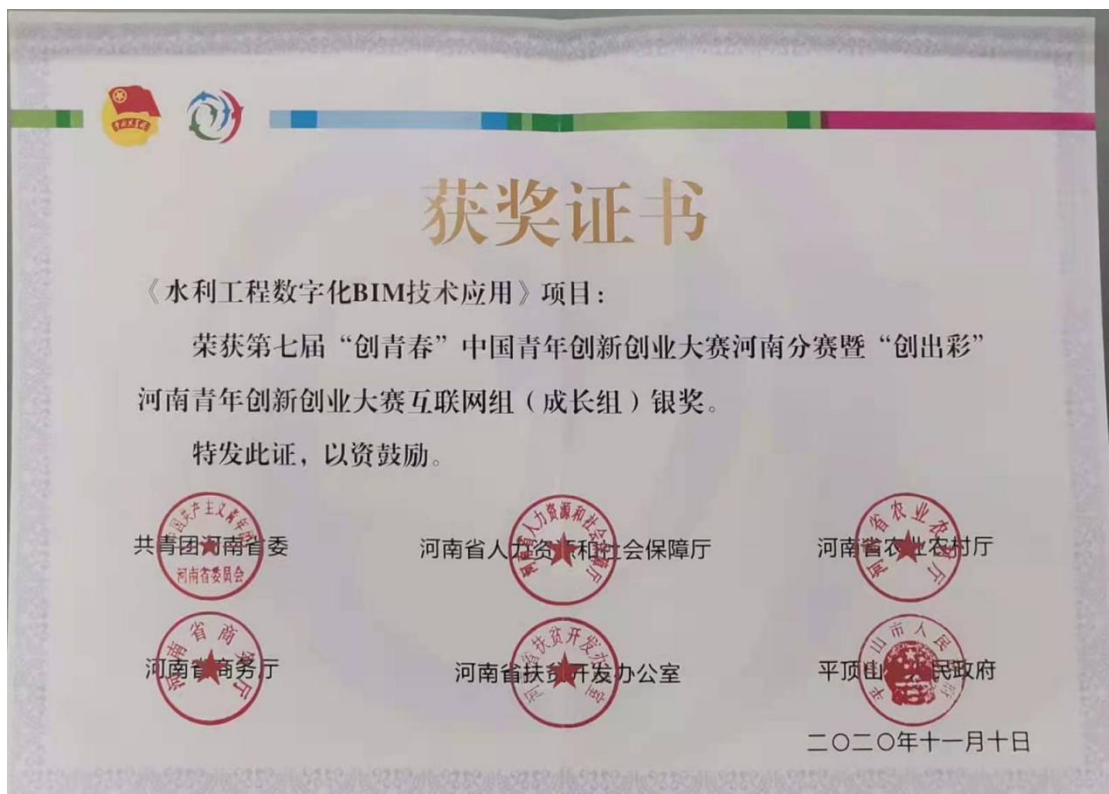 获奖证书
《水利工程数字化BIM技术应用》项目：
荣获第七届“创青春”中国青年创新创业大赛河南分赛暨“创出彩”
河南青年创新创业大赛互联网组（成长组）银奖。
特发此证，以资鼓励。
共青团河南省委 河南省人力资源和社会保障厅 河南省农业农村厅
河南省委员会
河南省商务厅 河南省扶贫开发办公室 平顶山市人民政府
二〇二〇年十一月十日